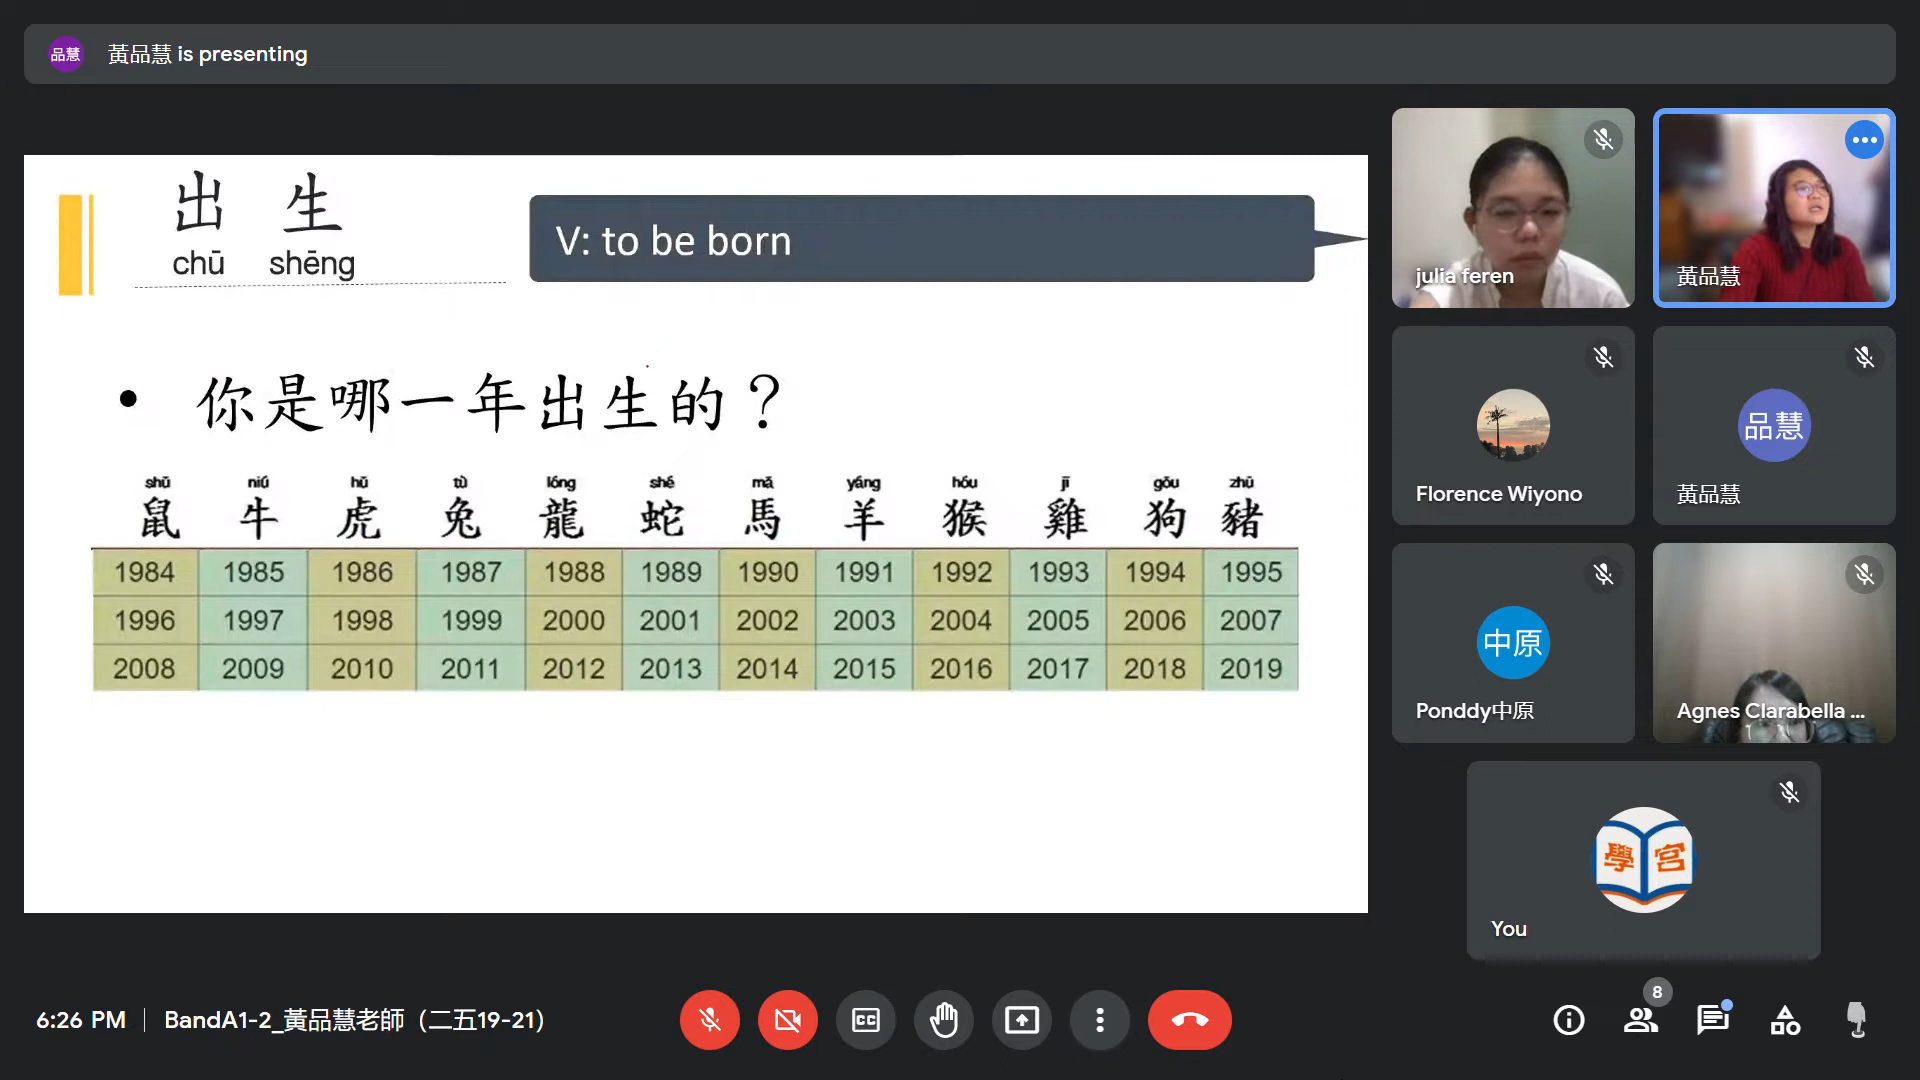 品慧 黃品慧 is presenting
出 生
chū shēng
V: to be born
• 你是哪一年出生的？
shǔ niú hǔ tù lóng shé mǎ yáng hóu jī gǒu zhū
鼠 牛 虎 兔 龍 蛇 馬 羊 猴 雞 狗 豬
1984 1985 1986 1987 1988 1989 1990 1991 1992 1993 1994 1995
1996 1997 1998 1999 2000 2001 2002 2003 2004 2005 2006 2007
2008 2009 2010 2011 2012 2013 2014 2015 2016 2017 2018 2019
julia feren
黃品慧
Florence Wiyono
品慧
黃品慧
中原
Ponddy中原
Agnes Clarabella ...
學宮
You
6:26 PM | BandA1-2_黃品慧老師（二五19-21）
CC
8